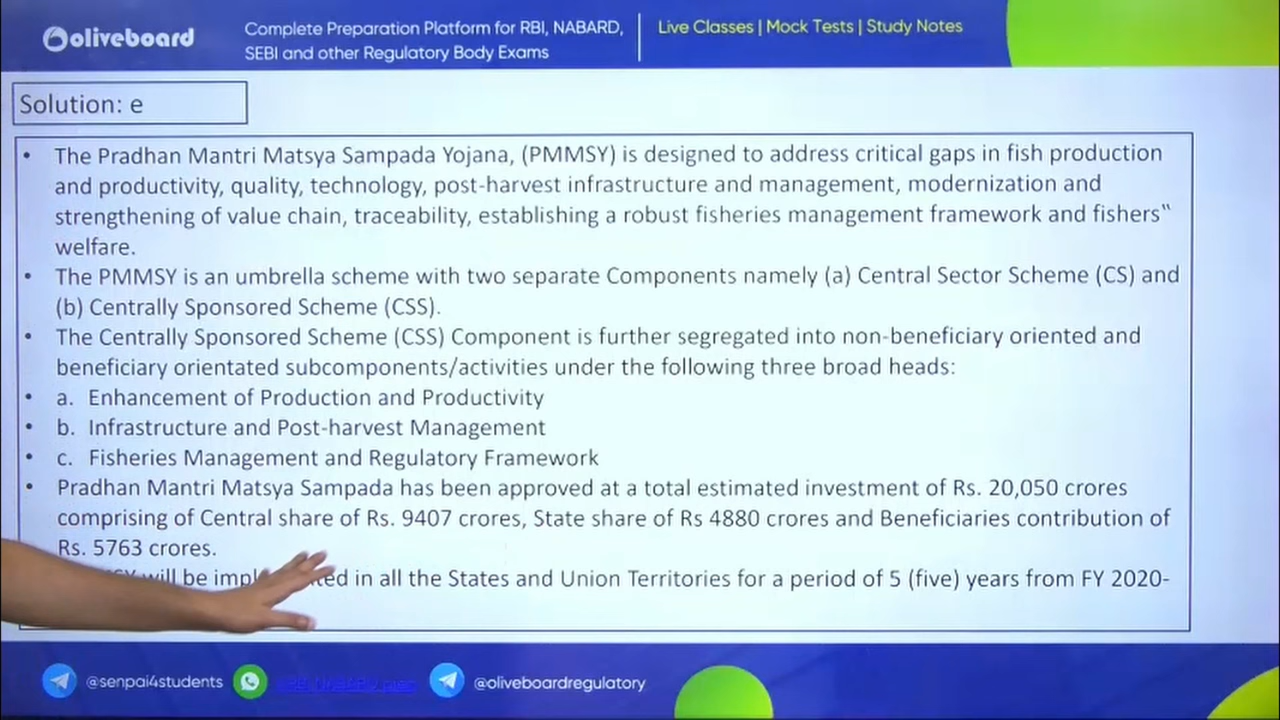 oliveboard
Complete Preparation Platform for RBI, NABARD,
SEBI and other Regulatory Body Exams
Live Classes | Mock Tests | Study Notes
Solution: e
• The Pradhan Mantri Matsya Sampada Yojana, (PMMSY) is designed to address critical gaps in fish production
and productivity, quality, technology, post-harvest infrastructure and management, modernization and
strengthening of value chain, traceability, establishing a robust fisheries management framework and fishers‟
welfare.
• The PMMSY is an umbrella scheme with two separate Components namely (a) Central Sector Scheme (CS) and
(b) Centrally Sponsored Scheme (CSS).
• The Centrally Sponsored Scheme (CSS) Component is further segregated into non-beneficiary oriented and
beneficiary orientated subcomponents/activities under the following three broad heads:
• a. Enhancement of Production and Productivity
• b. Infrastructure and Post-harvest Management
• c. Fisheries Management and Regulatory Framework
• Pradhan Mantri Matsya Sampada has been approved at a total estimated investment of Rs. 20,050 crores
comprising of Central share of Rs. 9407 crores, State share of Rs 4880 crores and Beneficiaries contribution of
Rs. 5763 crores.
will be in all the States and Union Territories for a period of 5 (five) years from FY 2020-
@senpai4students
@oliveboardregulatory